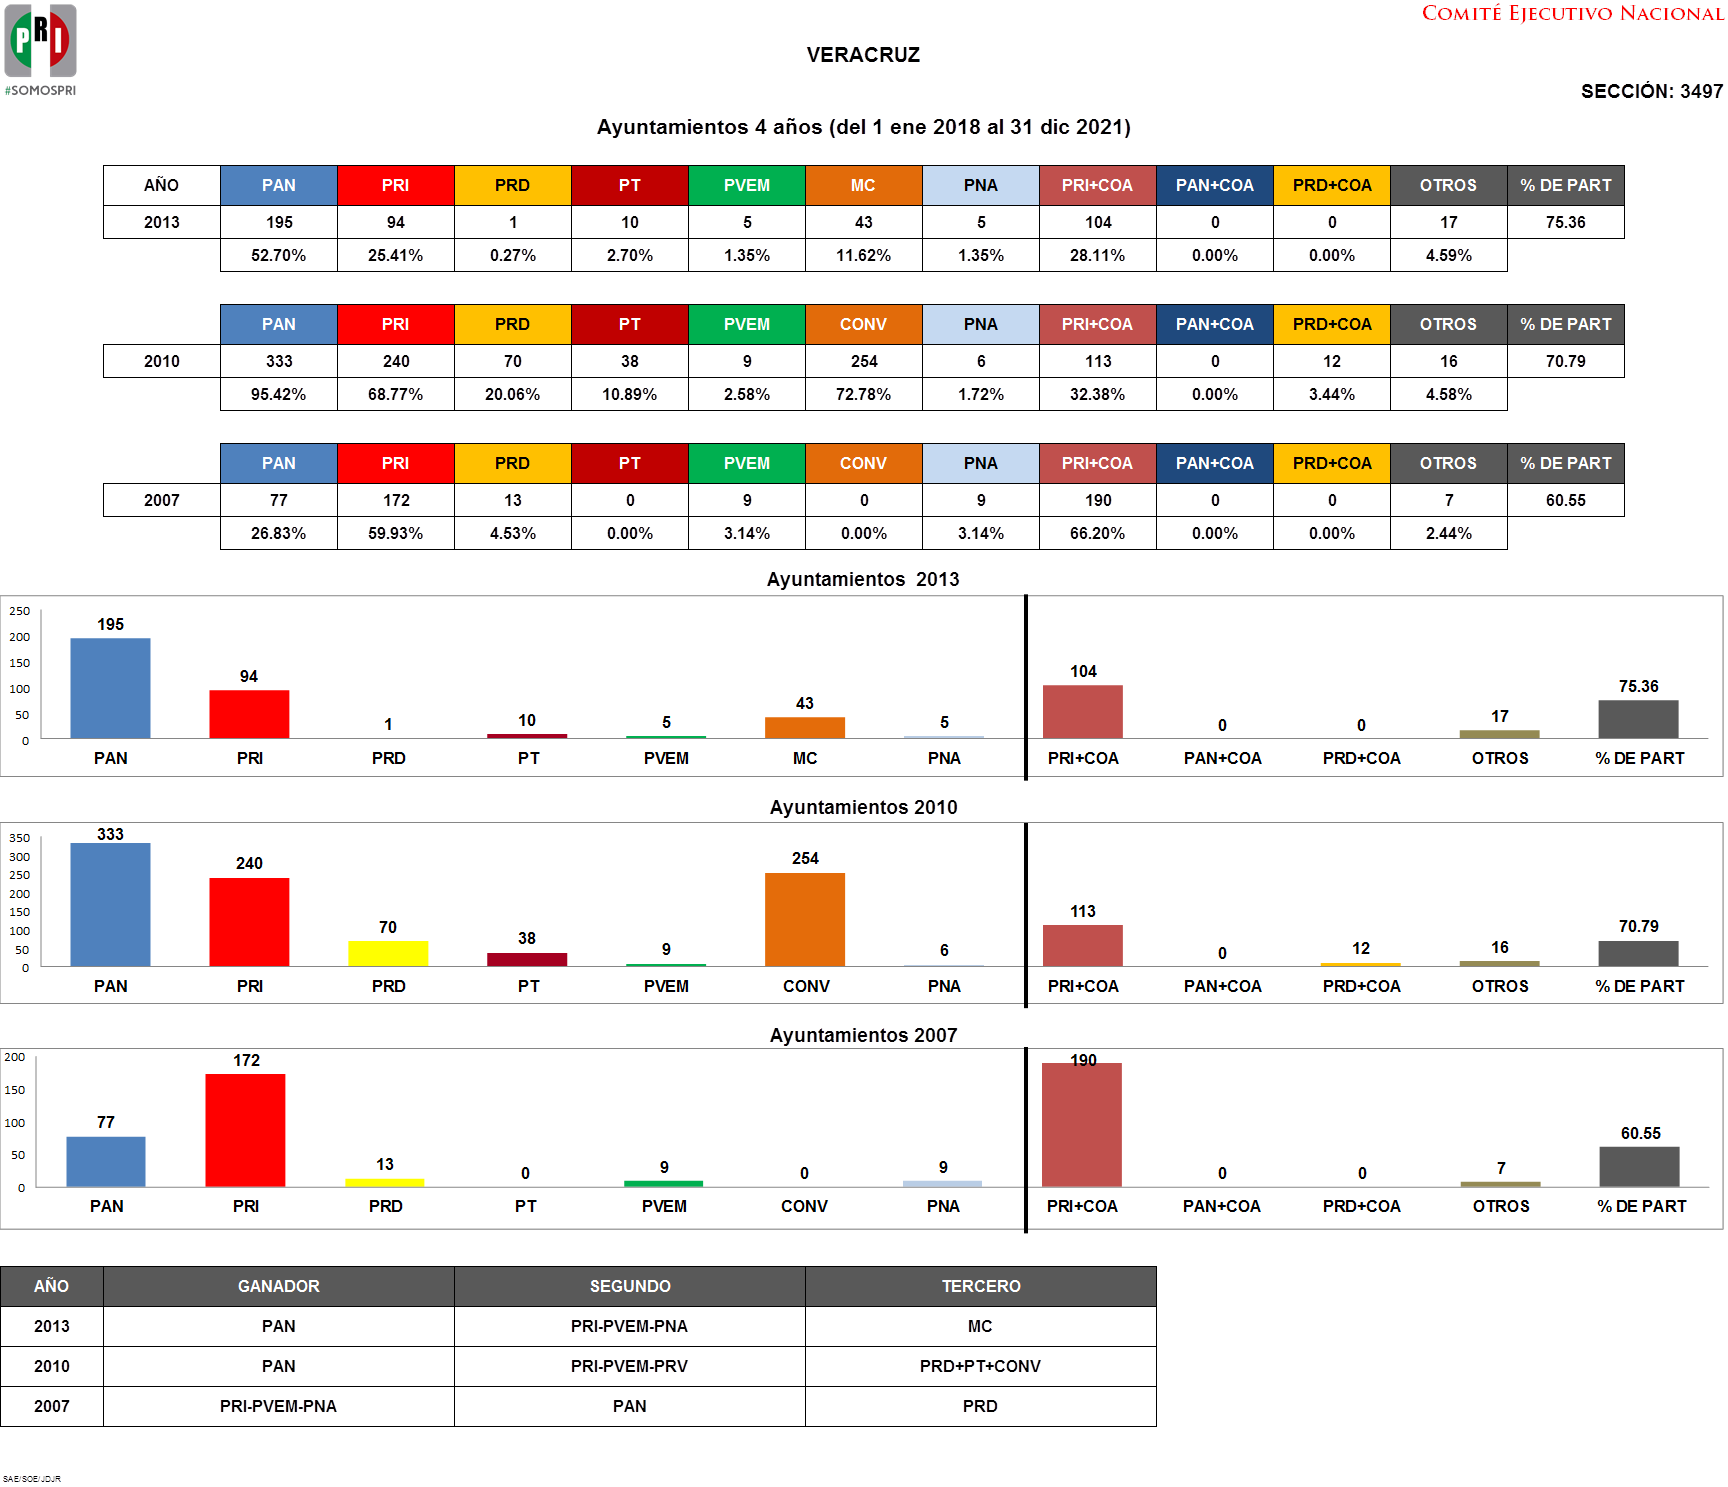 PRI
#SOMOSPRI
COMITÉ EJECUTIVO NACIONAL
VERACRUZ
SECCIÓN: 3497
Ayuntamientos 4 años (del 1 ene 2018 al 31 dic 2021)
AÑO PAN PRI PRD PT PVEM MC PNA PRI+COA PAN+COA PRD+COA OTROS % DE PART
2013 195 94 1 10 5 43 5 104 0 0 17 75.36
52.70% 25.41% 0.27% 2.70% 1.35% 11.62% 1.35% 28.11% 0.00% 0.00% 4.59%
PAN PRI PRD PT PVEM CONV PNA PRI+COA PAN+COA PRD+COA OTROS % DE PART
2010 333 240 70 38 9 254 6 113 0 12 16 70.79
95.42% 68.77% 20.06% 10.89% 2.58% 72.78% 1.72% 32.38% 0.00% 3.44% 4.58%
PAN PRI PRD PT PVEM CONV PNA PRI+COA PAN+COA PRD+COA OTROS % DE PART
2007 77 172 13 0 9 0 9 190 0 0 7 60.55
26.83% 59.93% 4.53% 0.00% 3.14% 0.00% 3.14% 66.20% 0.00% 0.00% 2.44%
Ayuntamientos 2013
250
200
150
100
50
0
195 94 1 10 5 43 5 104 0 0 17 75.36
PAN PRI PRD PT PVEM MC PNA PRI+COA PAN+COA PRD+COA OTROS % DE PART
Ayuntamientos 2010
350
300
250
200
150
100
50
0
333 240 70 38 9 254 6 113 0 12 16 70.79
PAN PRI PRD PT PVEM CONV PNA PRI+COA PAN+COA PRD+COA OTROS % DE PART
Ayuntamientos 2007
200
150
100
50
0
77 172 13 0 9 0 9 190 0 0 7 60.55
PAN PRI PRD PT PVEM CONV PNA PRI+COA PAN+COA PRD+COA OTROS % DE PART
AÑO GANADOR SEGUNDO TERCERO
2013 PAN PRI-PVEM-PNA MC
2010 PAN PRI-PVEM-PRV PRD+PT+CONV
2007 PRI-PVEM-PNA PAN PRD
SAE/SOE/JDJR